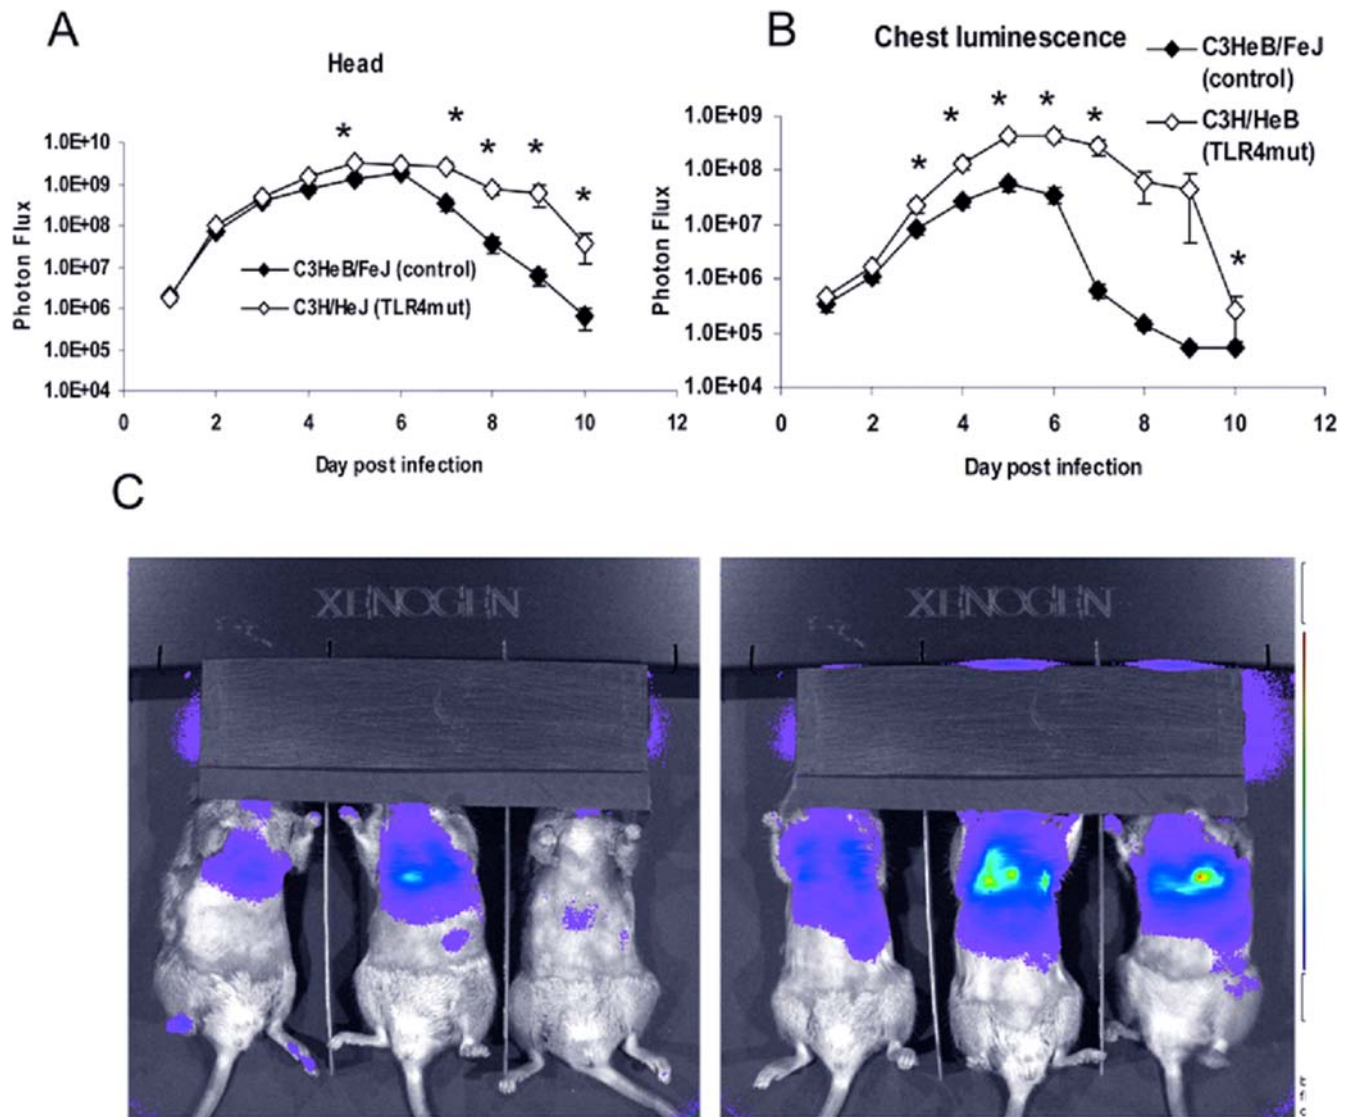 A
Head
*
*
*
*
*
1.0E+10
1.0E+09
1.0E+08
1.0E+07
1.0E+06
1.0E+05
1.0E+04
Photon Flux
C3HeB/FeJ (control)
C3H/HeJ (TLR4mut)
0 2 4 6 8 10 12
Day post infection
B
Chest luminescence
C3HeB/FeJ
(control)
C3H/HeB
(TLR4mut)
*
*
*
*
*
*
1.0E+09
1.0E+08
1.0E+07
1.0E+06
1.0E+05
1.0E+04
Photon Flux
0 2 4 6 8 10 12
Day post infection
C
XENOGEN
XENOGEN